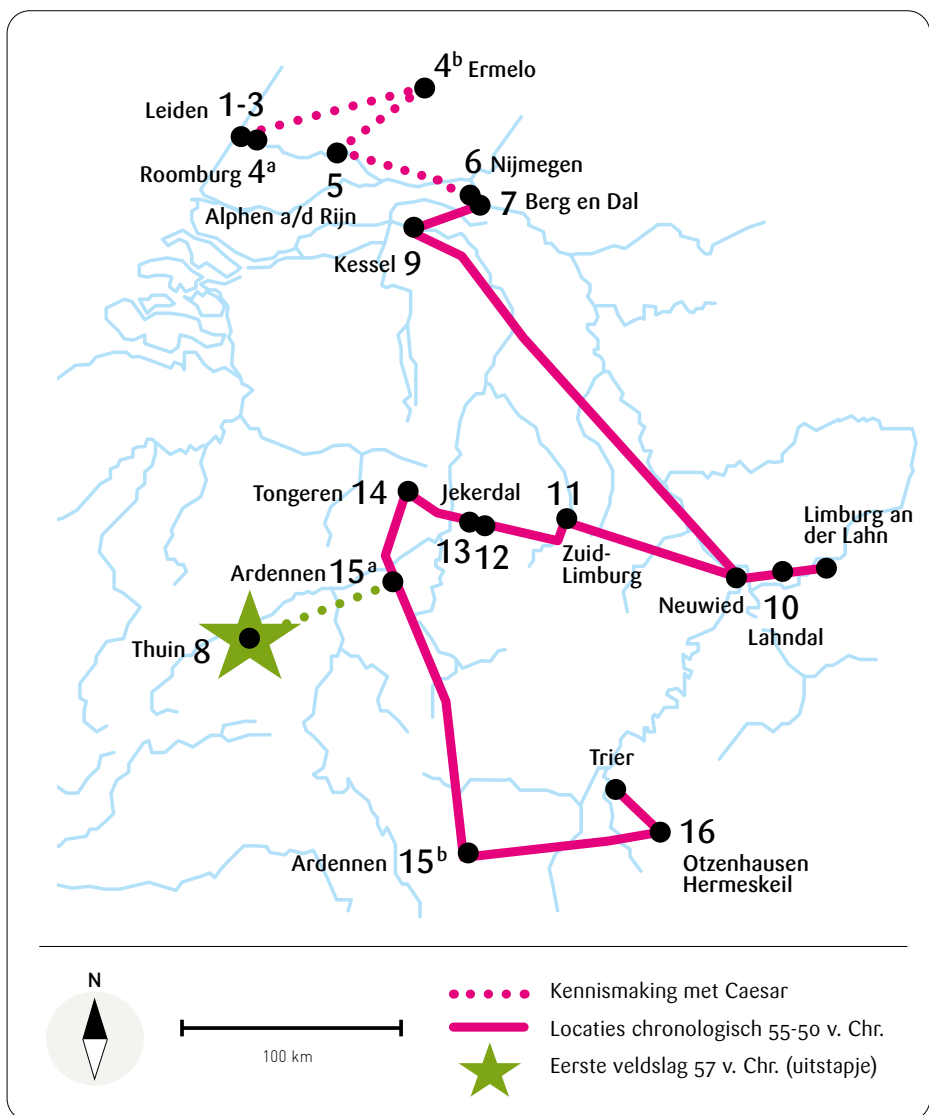 4ᵇ Ermelo
Leiden 1-3
Roomburg 4ᵃ
5
Alphen a/d Rijn
6 Nijmegen
7 Berg en Dal
Kessel 9
Tongeren 14
Jekerdal
13 12
11
Zuid-
Limburg
Limburg an
der Lahn
Neuwied
10
Lahndal
Ardennen 15ᵃ
Thuin 8
Trier
16
Otzenhausen
Hermeskeil
Ardennen 15ᵇ
N
100 km
Kennismaking met Caesar
Locaties chronologisch 55-50 v. Chr.
Eerste veldslag 57 v. Chr. (uitstapje)